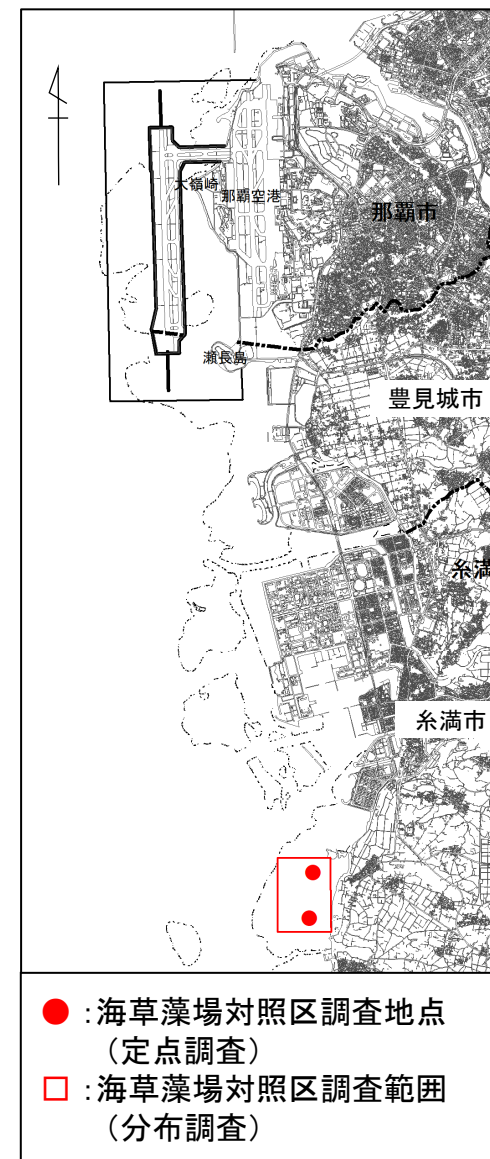 大嶺崎
那覇空港
那覇市
瀬長島
豊見城市
糸満
糸満市
●:海草藻場対照区調査地点
(定点調査)
□:海草藻場対照区調査範囲
(分布調査)